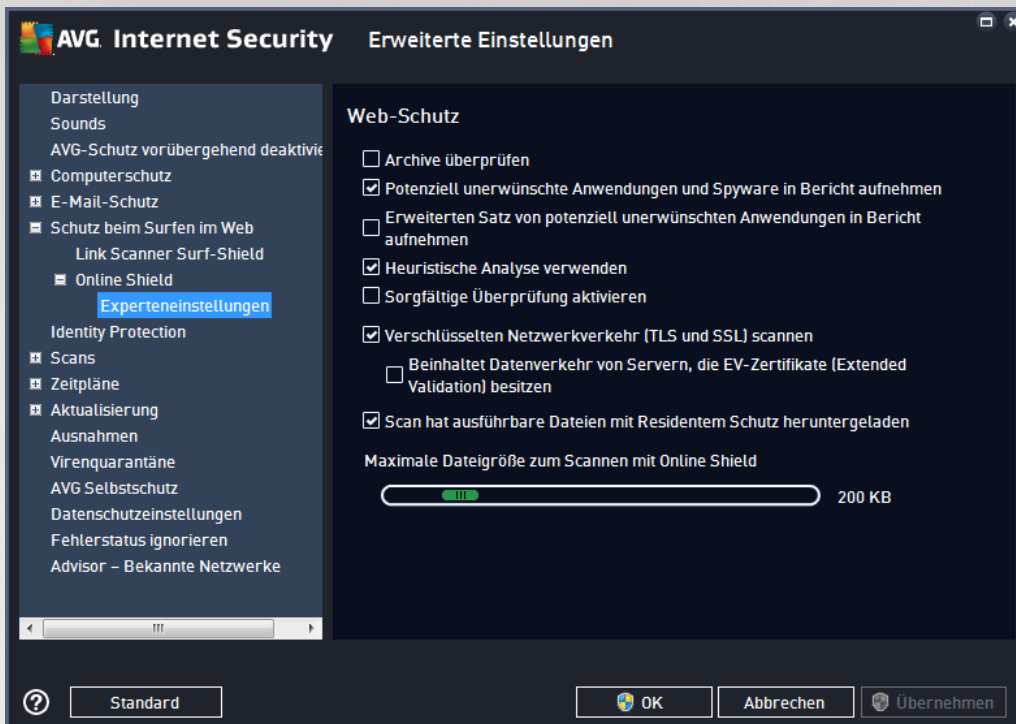 AVG. Internet Security
Erweiterte Einstellungen
Darstellung
Sounds
AVG-Schutz vorübergehend deaktivie
Computerschutz
E-Mail-Schutz
Schutz beim Surfen im Web
Link Scanner Surf-Shield
Online Shield
Experteneinstellungen
Identity Protection
Scans
Zeitpläne
Aktualisierung
Ausnahmen
Virenquarantäne
AVG Selbstschutz
Datenschutzeinstellungen
Fehlerstatus ignorieren
Advisor – Bekannte Netzwerke
Web-Schutz
Archive überprüfen
Potenziell unerwünschte Anwendungen und Spyware in Bericht aufnehmen
Erweiterten Satz von potenziell unerwünschten Anwendungen in Bericht
aufnehmen
Heuristische Analyse verwenden
Sorgfältige Überprüfung aktivieren
Verschlüsselten Netzwerkverkehr (TLS und SSL) scannen
Beinhaltet Datenverkehr von Servern, die EV-Zertifikate (Extended
Validation) besitzen
Scan hat ausführbare Dateien mit Residentem Schutz heruntergeladen
Maximale Dateigröße zum Scannen mit Online Shield
200 KB
Standard
OK
Abbrechen
Übernehmen